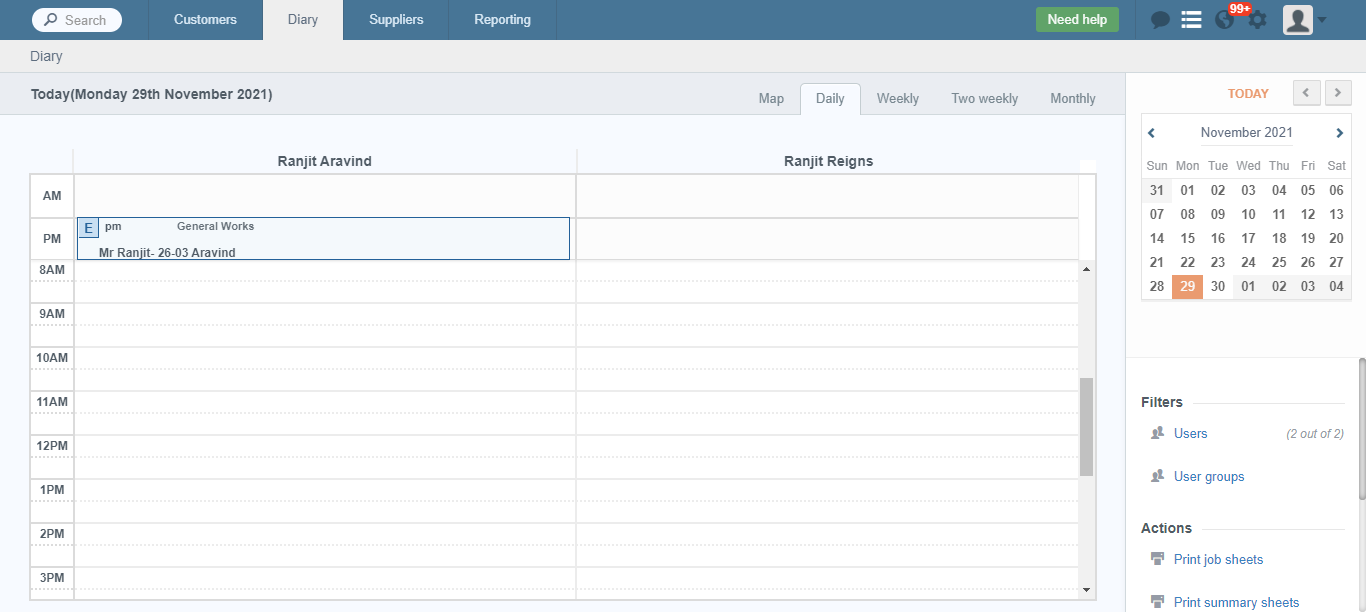 Search
Customers
Diary
Suppliers
Reporting
Need help
99+
Diary
Today(Monday 29th November 2021)
Map
Daily
Weekly
Two weekly
Monthly
Ranjit Aravind
Ranjit Reigns
AM
PM
E pm General Works
Mr Ranjit- 26-03 Aravind
8AM
9AM
10AM
11AM
12PM
1PM
2PM
3PM
TODAY
November 2021
Sun Mon Tue Wed Thu Fri Sat
31 01 02 03 04 05 06
07 08 09 10 11 12 13
14 15 16 17 18 19 20
21 22 23 24 25 26 27
28 29 30 01 02 03 04
Filters
Users (2 out of 2)
User groups
Actions
Print job sheets
Print summary sheets